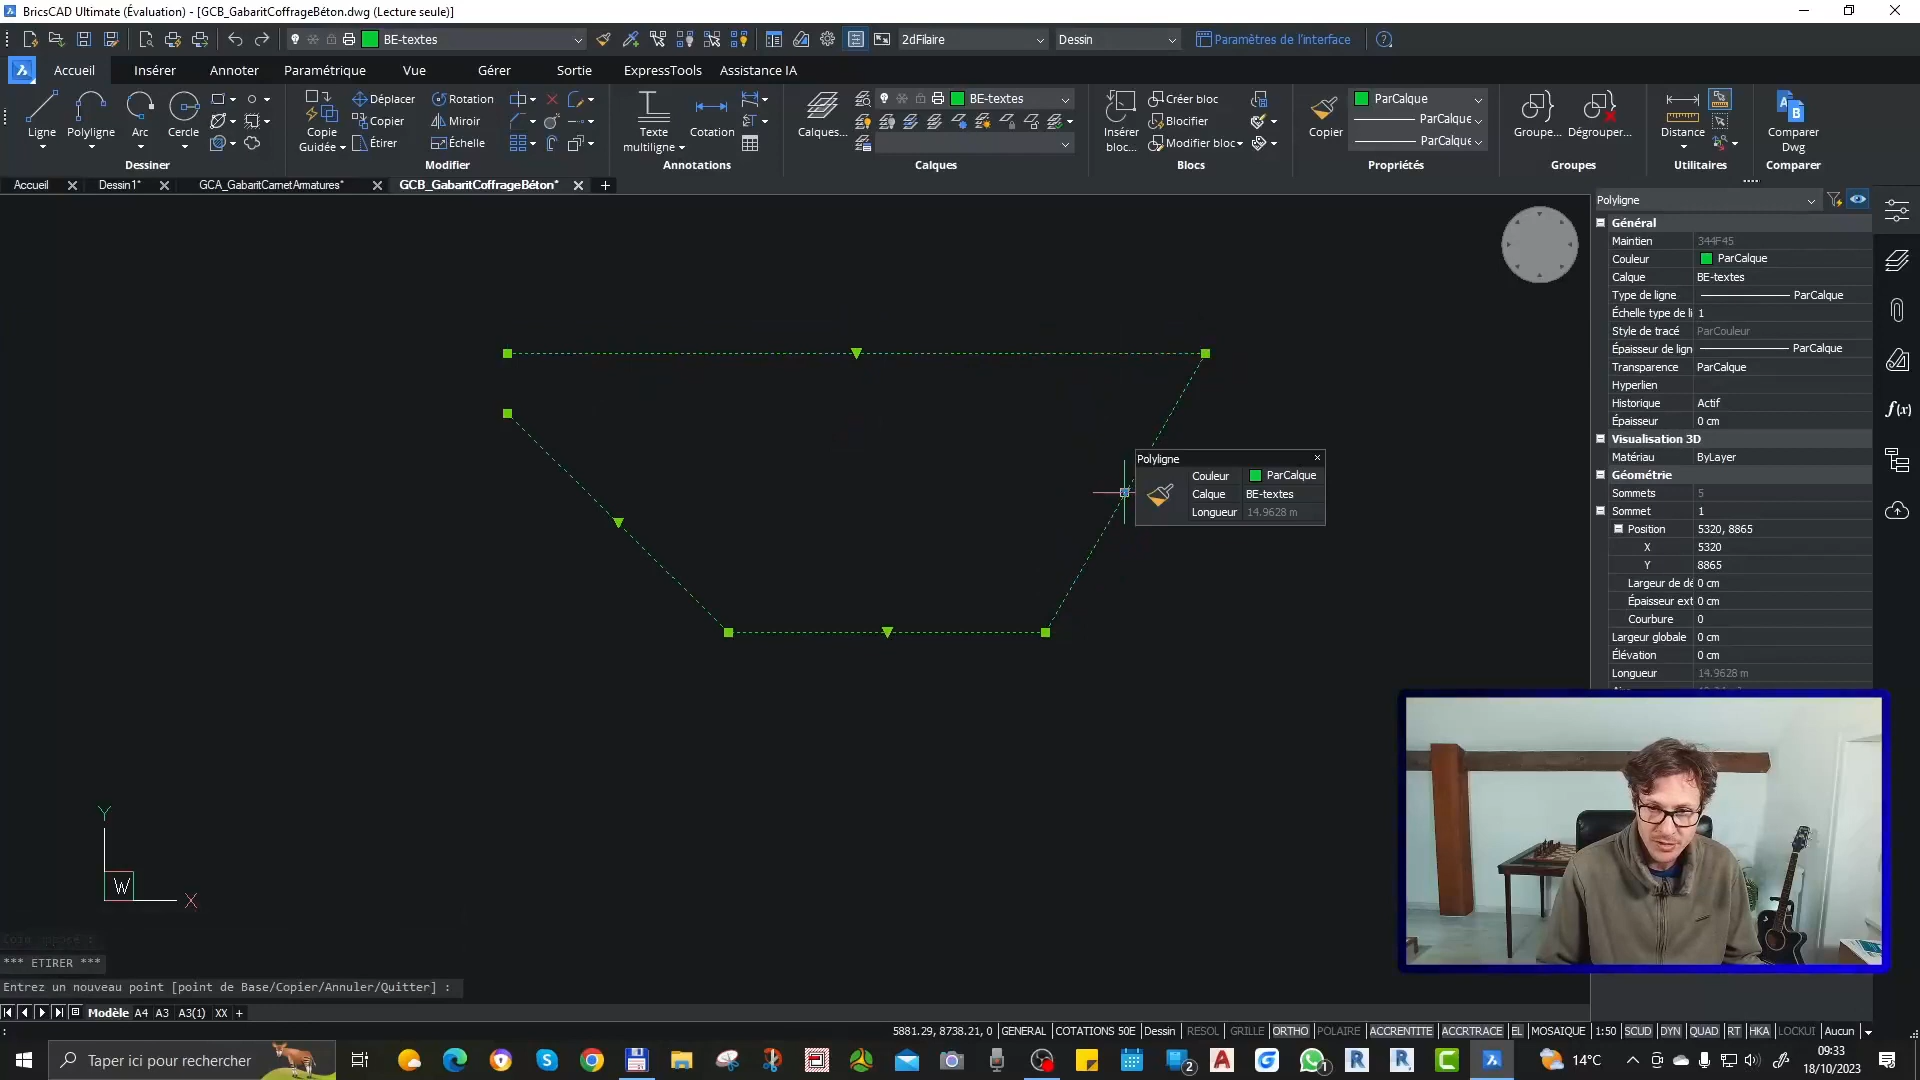 BricsCAD Ultimate (Évaluation) - [GCB_GabaritCoffrageBéton.dwg (Lecture seule)]
BE-textes
2dFilaire
Dessin
Paramètres de l'interface
Accueil Insérer Annoter Paramétrique Vue Gérer Sortie ExpressTools Assistance IA
Ligne
Polyligne
Arc
Cercle
Dessiner
Copie
Guidée
Déplacer
Copier
Étirer
Rotation
Miroir
Échelle
Modifier
Texte
multiligne
Cotation
Annotations
Calques...
BE-textes
Calques
Insérer
bloc...
Créer bloc
Blocifier
Modifier bloc
Blocs
Copier
ParCalque
ParCalque
ParCalque
Propriétés
Groupe...
Dégrouper...
Groupes
Distance
Utilitaires
Comparer
Dwg
Comparer
Accueil
Dessin1*
GCA_GabaritCarnetArmatures*
GCB_GabaritCoffrageBéton*
Polyligne
Général
Maintien 344F45
Couleur ParCalque
Calque BE-textes
Type de ligne ParCalque
Échelle type de li 1
Style de tracé ParCouleur
Épaisseur de lign ParCalque
Transparence ParCalque
Hyperlien
Historique Actif
Épaisseur 0 cm
Visualisation 3D
Matériau ByLayer
Géométrie
Sommets 5
Sommet 1
Position 5320, 8865
X 5320
Y 8865
Largeur de dé 0 cm
Épaisseur ext 0 cm
Courbure 0
Largeur globale 0 cm
Élévation 0 cm
Longueur 14.9628 m
f(x)
Polyligne
Couleur ParCalque
Calque BE-textes
Longueur 14.9628 m
Y
W
X
Coin opposé :
*** ETIRER ***
Entrez un nouveau point [point de Base/Copier/Annuler/Quitter] :
Modèle A4 A3 A3(1) XX +
:
5881.29, 8738.21, 0 GENERAL COTATIONS 50E Dessin RESOL GRILLE ORTHO POLAIRE ACCRENTITE ACCRTRACE EL MOSAIQUE 1:50 SCUD DYN QUAD RT HKA LOCKUI Aucun
Taper ici pour rechercher
2
1
14°C
09:33
18/10/2023